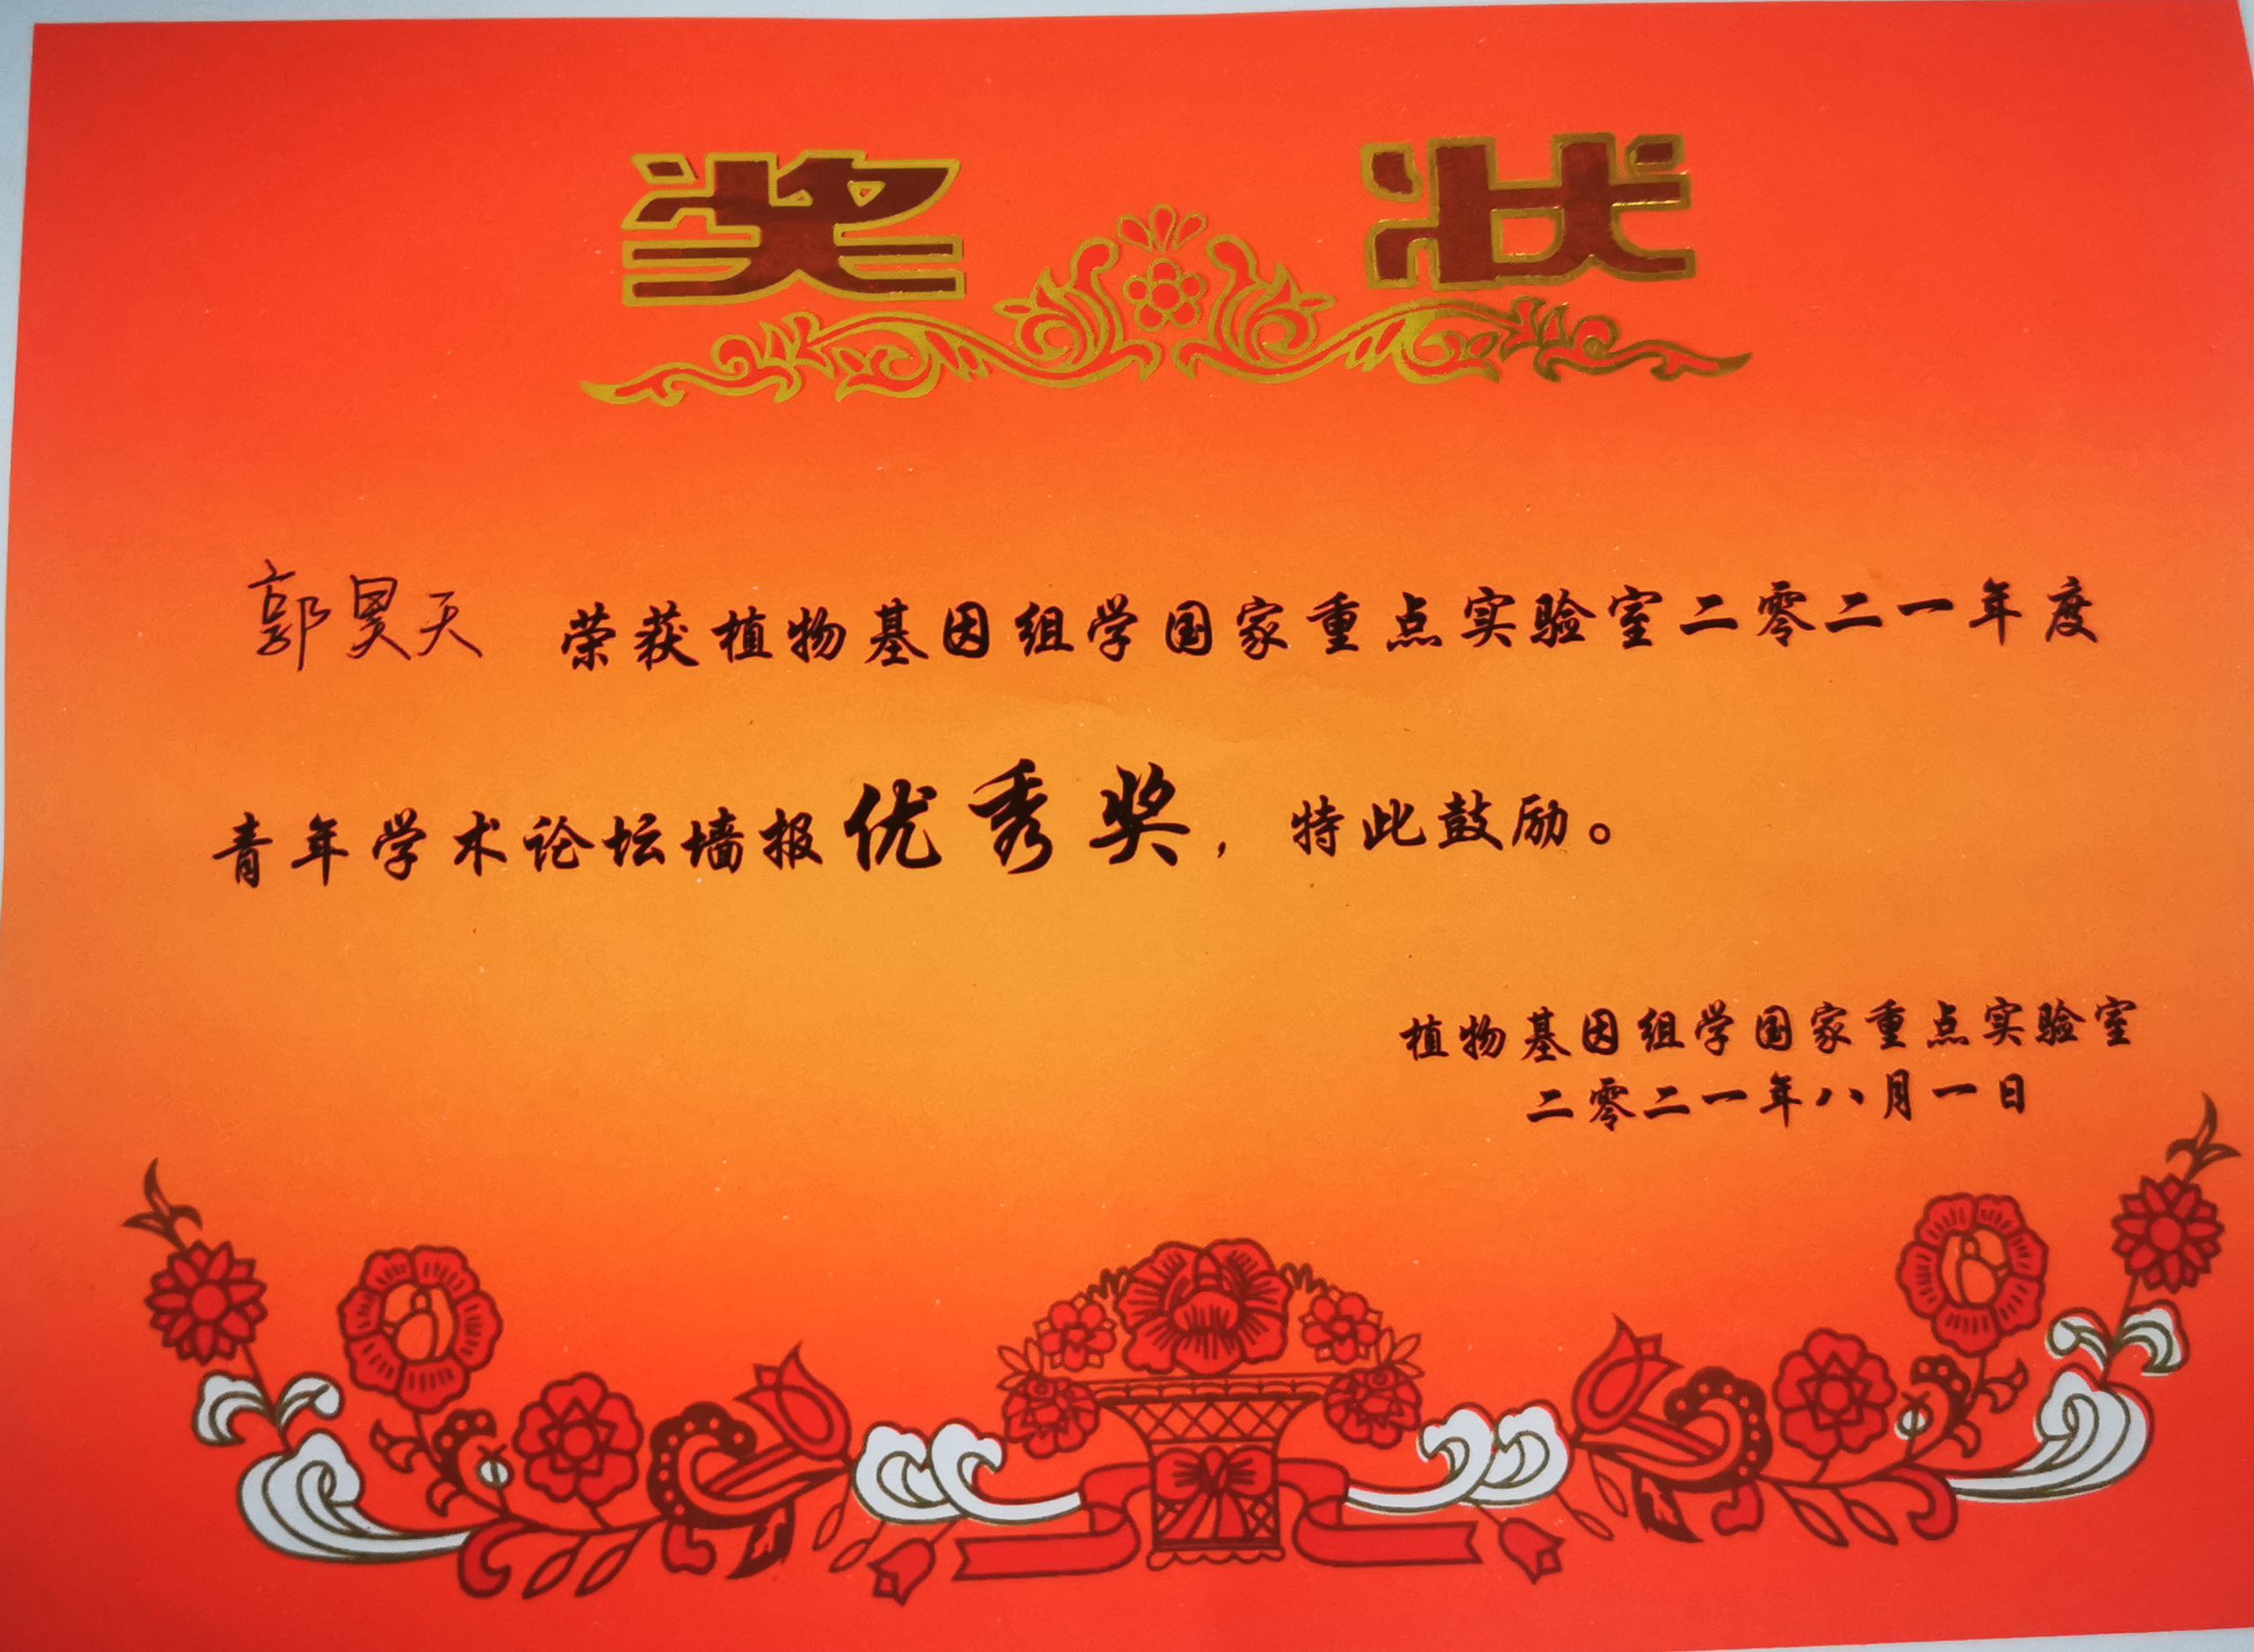 奖状
郭昊天 荣获植物基因组学国家重点实验室二零二一年度
青年学术论坛墙报优秀奖，特此鼓励。
植物基因组学国家重点实验室
二零二一年八月一日